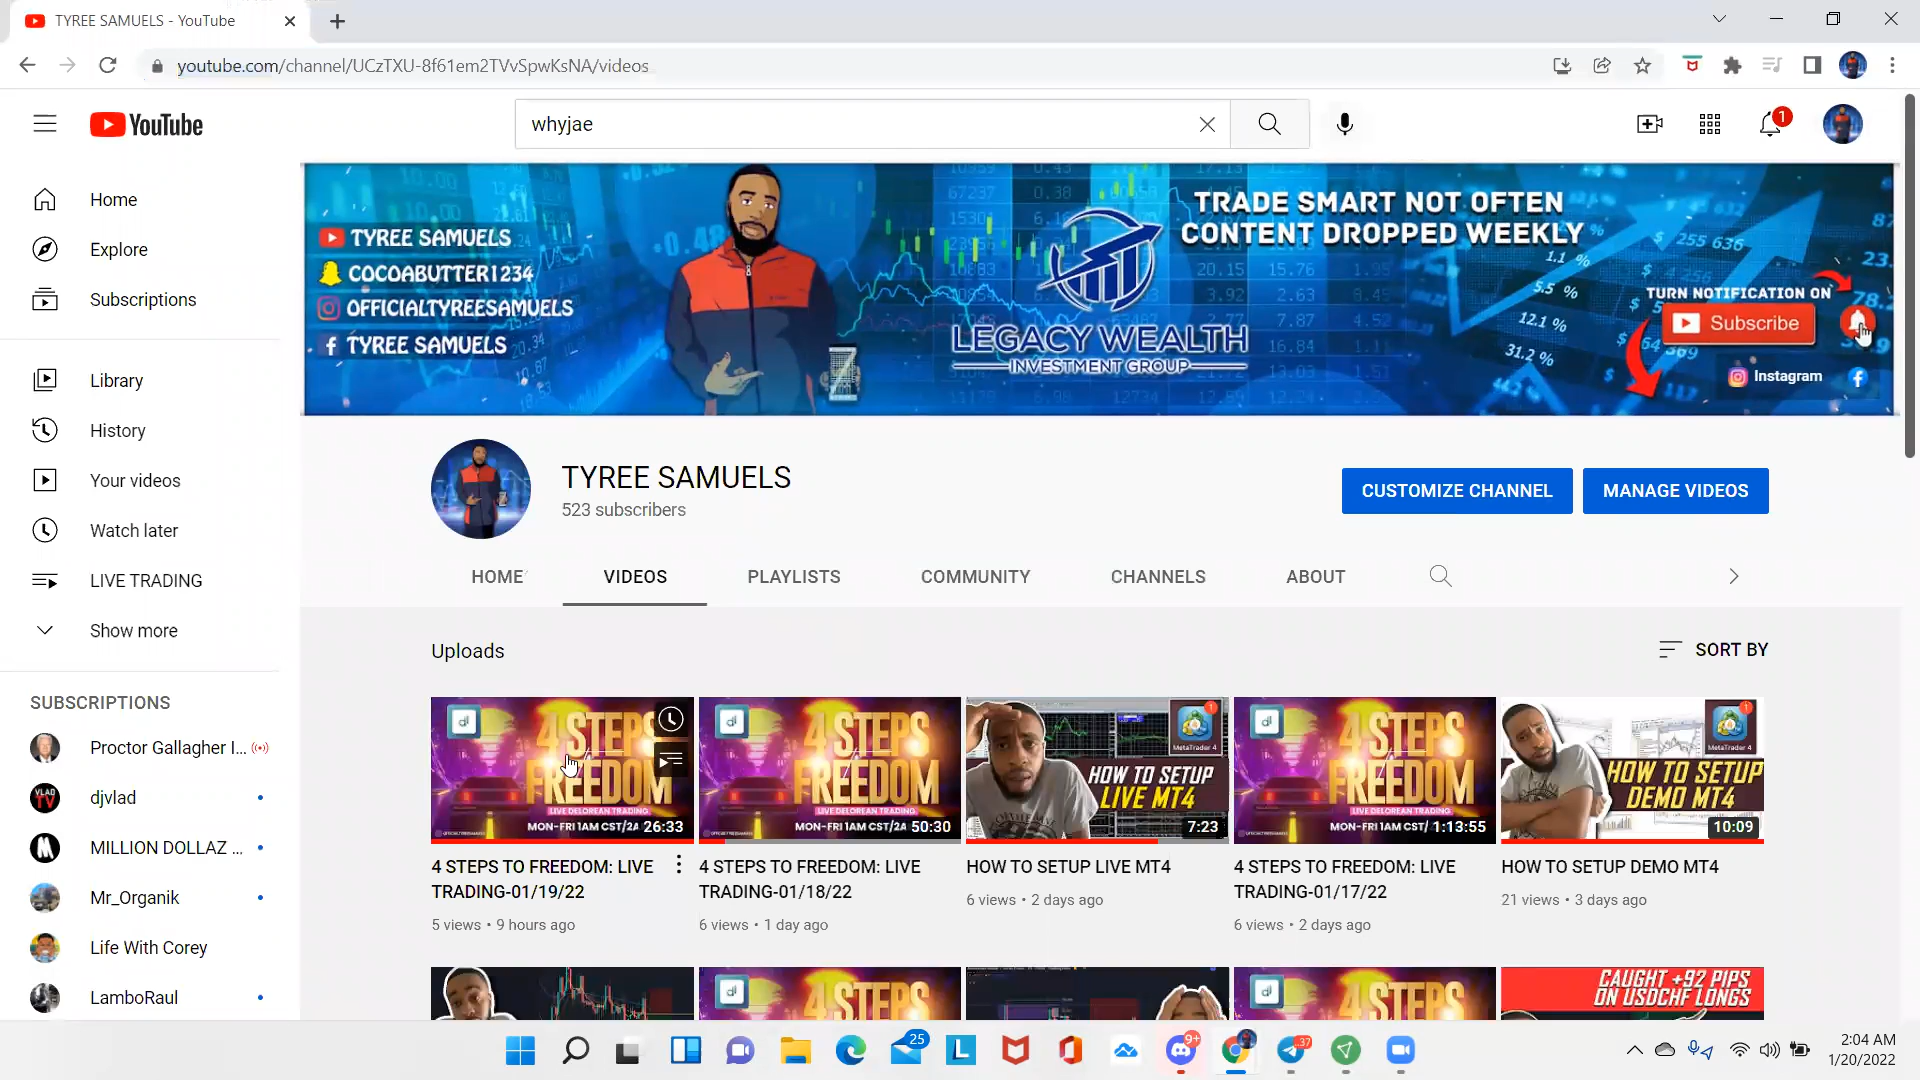 TYREE SAMUELS - YouTube
youtube.com/channel/UCzTXU-8f61em2TVvSpwKsNA/videos
YouTube
whyjae
1
Home
Explore
Subscriptions
Library
History
Your videos
Watch later
LIVE TRADING
Show more
SUBSCRIPTIONS
Proctor Gallagher I...
djvlad
MILLION DOLLAZ ...
Mr_Organik
Life With Corey
LamboRaul
TYREE SAMUELS
COCOABUTTER1234
OFFICIALTYREESAMUELS
TYREE SAMUELS
LEGACY WEALTH
INVESTMENT GROUP
TRADE SMART NOT OFTEN
CONTENT DROPPED WEEKLY
TURN NOTIFICATION ON
Subscribe
Instagram
TYREE SAMUELS
523 subscribers
CUSTOMIZE CHANNEL
MANAGE VIDEOS
HOME
VIDEOS
PLAYLISTS
COMMUNITY
CHANNELS
ABOUT
Uploads
SORT BY
4 STEPS
FREEDOM
LIVE DELOREAN TRADING
MON-FRI 1AM CST/2A
26:33
4 STEPS TO FREEDOM: LIVE
TRADING-01/19/22
5 views • 9 hours ago
4 STEPS
FREEDOM
LIVE DELOREAN TRADING
MON-FRI 1AM CST/2A
50:30
4 STEPS TO FREEDOM: LIVE
TRADING-01/18/22
6 views • 1 day ago
MetaTrader 4
HOW TO SETUP
LIVE MT4
7:23
HOW TO SETUP LIVE MT4
6 views • 2 days ago
4 STEPS
FREEDOM
LIVE DELOREAN TRADING
MON-FRI 1AM CST/
1:13:55
4 STEPS TO FREEDOM: LIVE
TRADING-01/17/22
6 views • 2 days ago
MetaTrader 4
HOW TO SETUP
DEMO MT4
10:09
HOW TO SETUP DEMO MT4
21 views • 3 days ago
4 STEPS
4 STEPS
CAUGHT +92 PIPS
ON USDCHF LONGS
25
9+
37
2:04 AM
1/20/2022